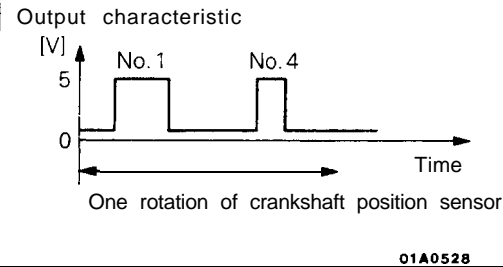 Output characteristic
[V]
No. 1 No. 4
5
0
Time
One rotation of crankshaft position sensor
01A0528